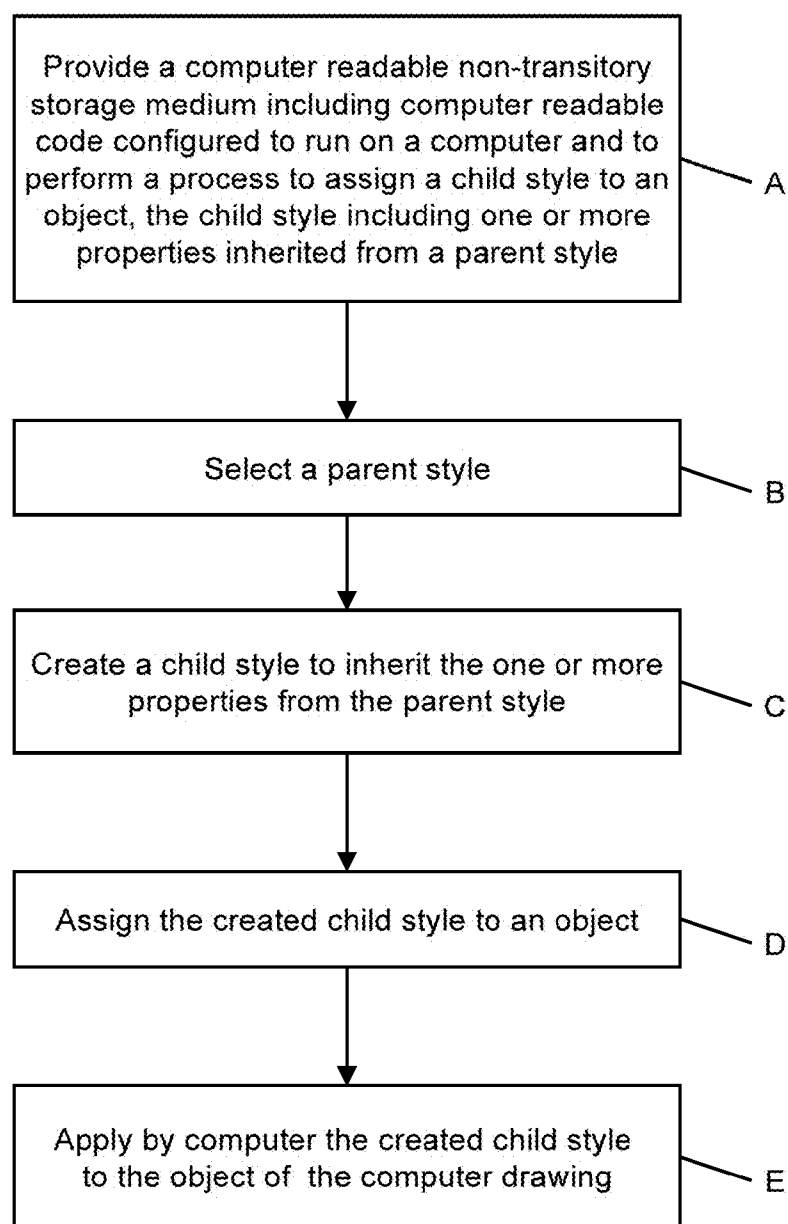 Provide a computer readable non-transitory
storage medium including computer readable
code configured to run on a computer and to
perform a process to assign a child style to an
object, the child style including one or more
properties inherited from a parent style
A
Select a parent style
B
Create a child style to inherit the one or more
properties from the parent style
C
Assign the created child style to an object
D
Apply by computer the created child style
to the object of the computer drawing
E